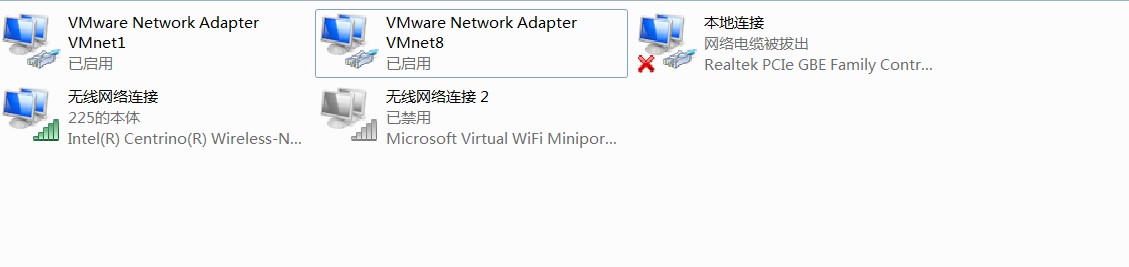 VMware Network Adapter
VMnet1
已启用
VMware Network Adapter
VMnet8
已启用
本地连接
网络电缆被拔出
Realtek PCIe GBE Family Contr...
无线网络连接
225的本体
Intel(R) Centrino(R) Wireless-N...
无线网络连接 2
已禁用
Microsoft Virtual WiFi Minipor...